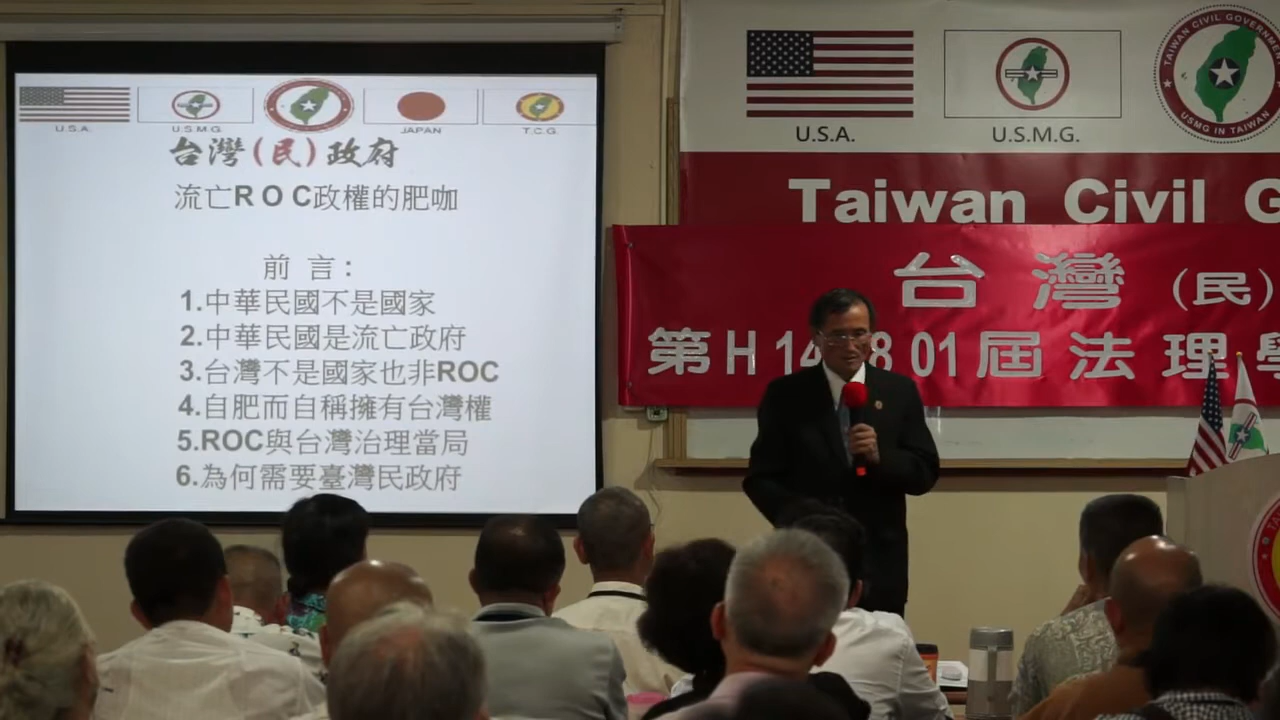 U.S.A.
U.S.M.G.
JAPAN
T.C.G.
台灣(民)政府
流亡R O C政權的肥咖
前 言:
1.中華民國不是國家
2.中華民國是流亡政府
3.台灣不是國家也非ROC
4.自肥而自稱擁有台灣權
5.ROC與台灣治理當局
6.為何需要臺灣民政府
U.S.A.
U.S.M.G.
TAIWAN CIVIL GOVERNMENT
USMG IN TAIWAN
Taiwan Civil G
台灣(民)
第H 14 8 01屆法理學